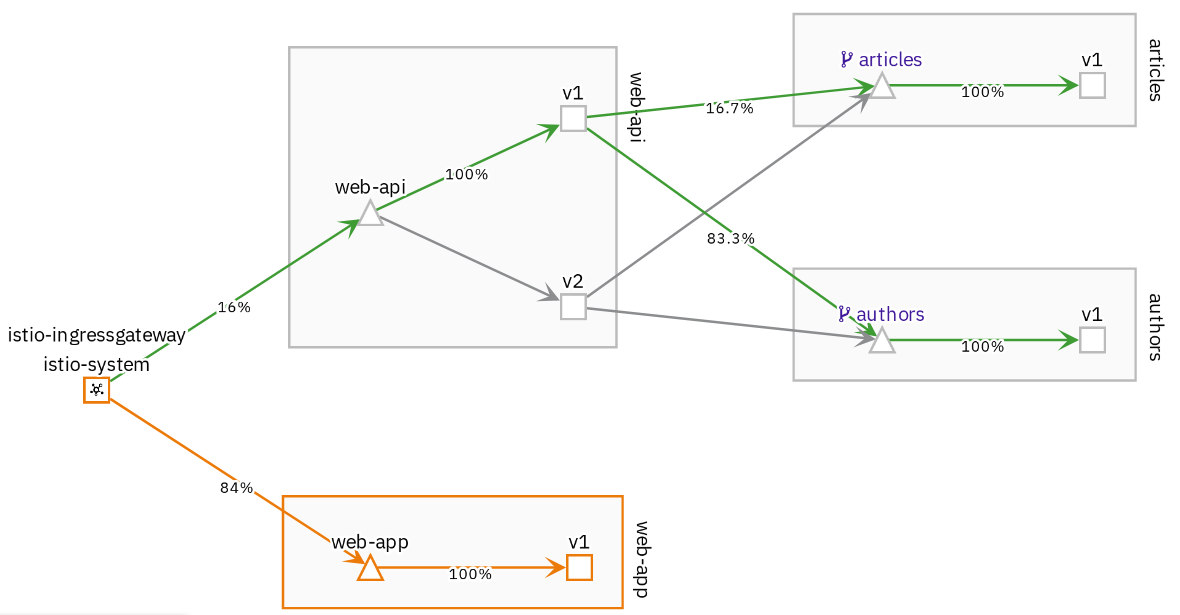 articles
articles
v1
100%
web-api
v1
16.7%
100%
web-api
83.3%
v2
16%
authors
authors
v1
100%
istio-ingressgateway
istio-system
84%
web-app
v1
100%
web-app